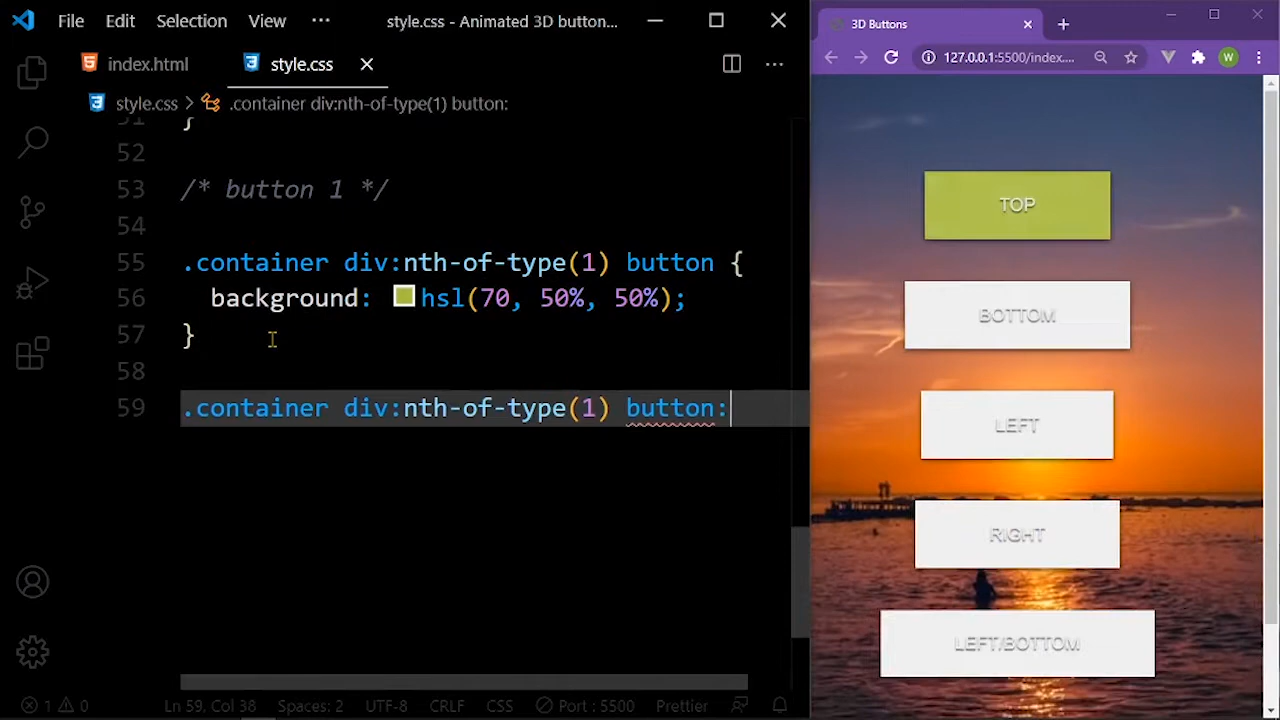 File Edit Selection View ··· style.css - Animated 3D button...
index.html style.css
style.css > .container div:nth-of-type(1) button:
51 }
52
53 /* button 1 */
54
55 .container div:nth-of-type(1) button {
56 background: hsl(70, 50%, 50%);
57 }
58
59 .container div:nth-of-type(1) button:
1 0 Ln 59, Col 38 Spaces: 2 UTF-8 CRLF CSS Port : 5500 Prettier
3D Buttons
127.0.0.1:5500/index.... W
TOP
BOTTOM
LEFT
RIGHT
LEFT/BOTTOM